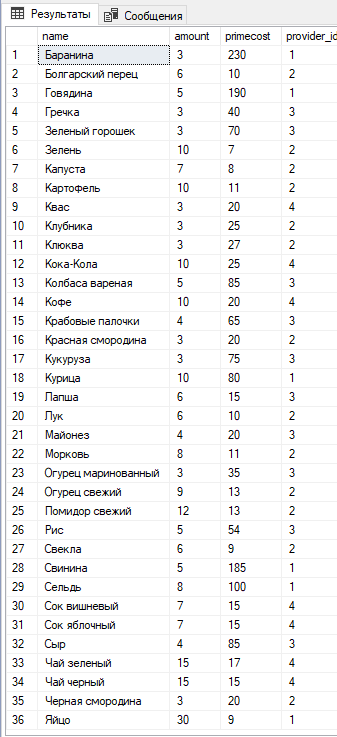 Результаты Сообщения
name amount primecost provider_id
1 Баранина 3 230 1
2 Болгарский перец 6 10 2
3 Говядина 5 190 1
4 Гречка 3 40 3
5 Зеленый горошек 3 70 3
6 Зелень 10 7 2
7 Капуста 7 8 2
8 Картофель 10 11 2
9 Квас 3 20 4
10 Клубника 3 25 2
11 Клюква 3 27 2
12 Кока-Кола 10 25 4
13 Колбаса вареная 5 85 3
14 Кофе 10 20 4
15 Крабовые палочки 4 65 3
16 Красная смородина 3 20 2
17 Кукуруза 3 75 3
18 Курица 10 80 1
19 Лапша 6 15 3
20 Лук 6 10 2
21 Майонез 4 20 3
22 Морковь 8 11 2
23 Огурец маринованный 3 35 3
24 Огурец свежий 9 13 2
25 Помидор свежий 12 13 2
26 Рис 5 54 3
27 Свекла 6 9 2
28 Свинина 5 185 1
29 Сельдь 8 100 1
30 Сок вишневый 7 15 4
31 Сок яблочный 7 15 4
32 Сыр 4 85 3
33 Чай зеленый 15 17 4
34 Чай черный 15 15 4
35 Черная смородина 3 20 2
36 Яйцо 30 9 1